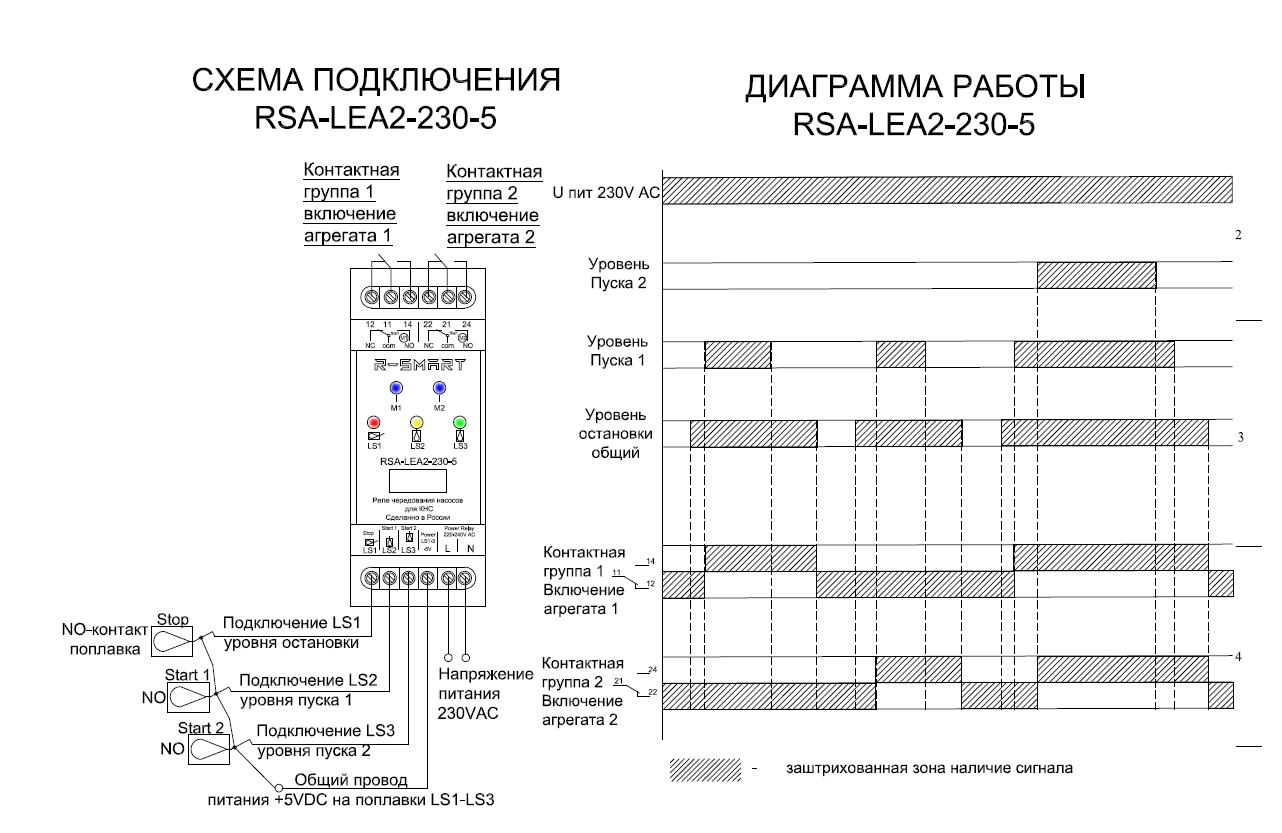 СХЕМА ПОДКЛЮЧЕНИЯ
RSA-LEA2-230-5
Контактная
группа 1
включение
агрегата 1
Контактная
группа 2
включение
агрегата 2
12 11 14 22 21 24
NC com NO NC com NO
R-SMART
M1 M2
LS1 LS2 LS3
RSA-LEA2-230-5
Реле чередования насосов
для КНС
Сделанно в России
Stop Start 1 Start 2 Power Power Relay
LS1-3 220x240V AC
LS1 LS2 LS3 -5V L N
Stop
NO-контакт
поплавка
Подключение LS1
уровня остановки
Start 1
NO
Подключение LS2
уровня пуска 1
Start 2
NO
Подключение LS3
уровня пуска 2
Напряжение
питания
230VAC
Общий провод
питания +5VDC на поплавки LS1-LS3
ДИАГРАММА РАБОТЫ
RSA-LEA2-230-5
U пит 230V AC
2
Уровень
Пуска 2
Уровень
Пуска 1
Уровень
остановки
общий
3
Контактная
группа 1
Включение
агрегата 1
14
11 12
Контактная
группа 2
Включение
агрегата 2
24
21 22
4
- заштрихованная зона наличие сигнала